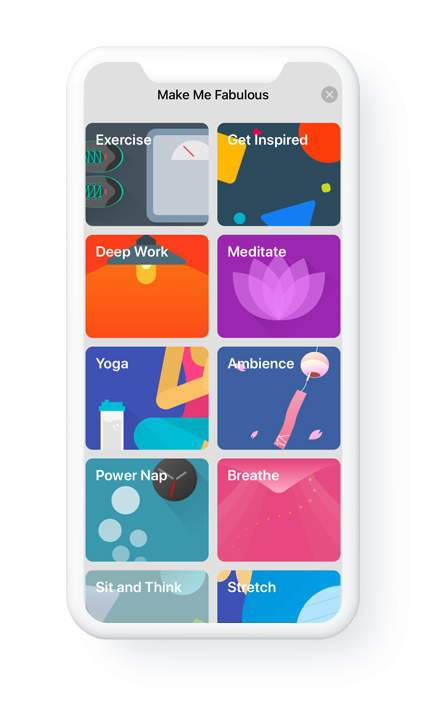 Make Me Fabulous
Exercise
Get Inspired
Deep Work
Meditate
Yoga
Ambience
Power Nap
Breathe
Sit and Think
Stretch